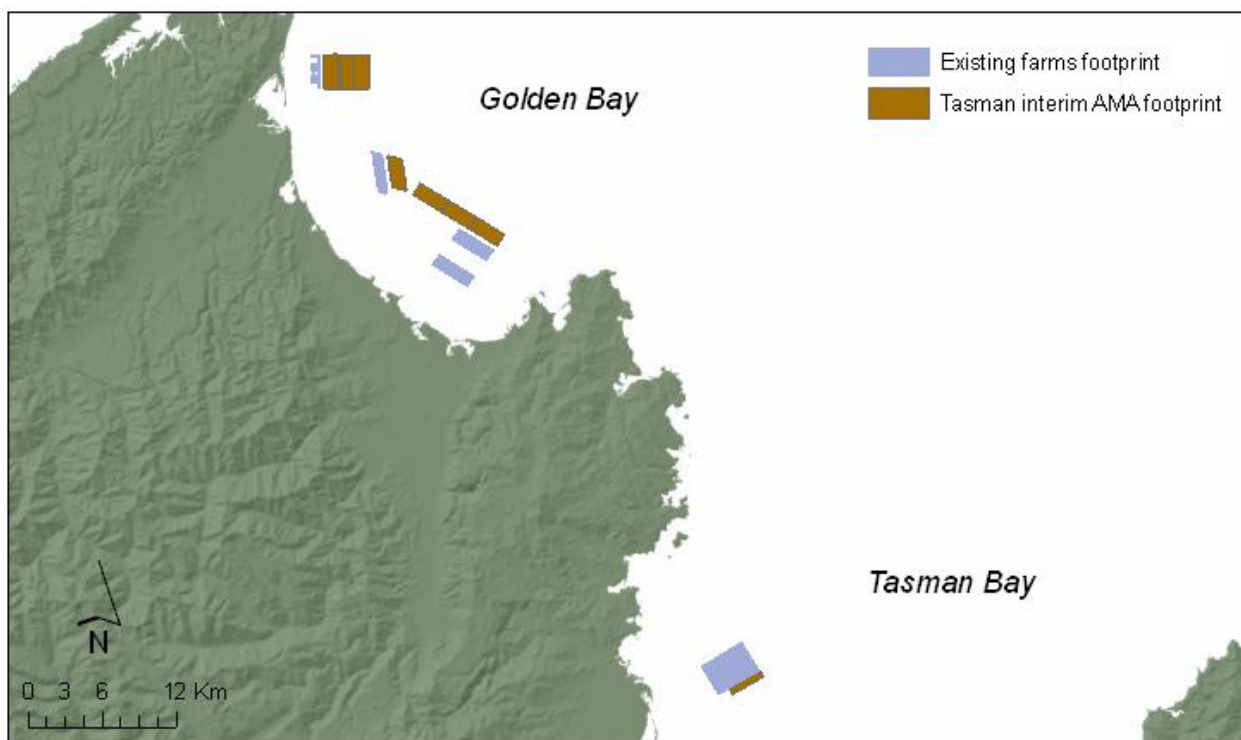 Existing farms footprint
Golden Bay
Tasman interim AMA footprint
Tasman Bay
N
0 3 6 12 Km